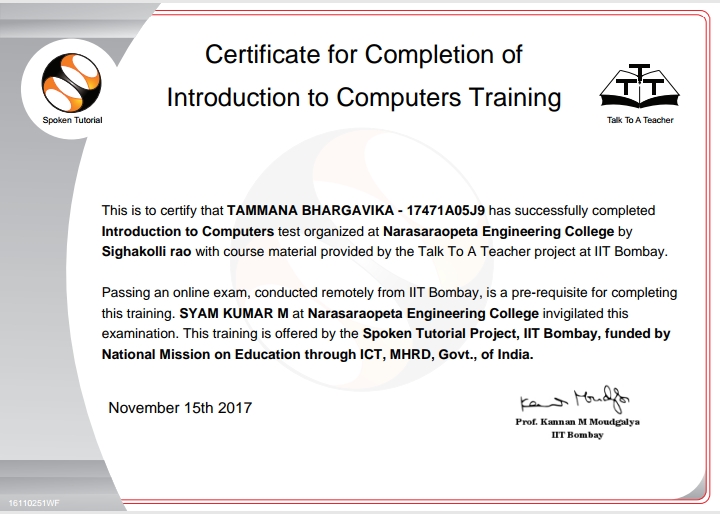 Certificate for Completion of
Introduction to Computers Training
Spoken Tutorial
T T T
Talk To A Teacher
This is to certify that TAMMANA BHARGAVIKA - 17471A05J9 has successfully completed
Introduction to Computers test organized at Narasaraopeta Engineering College by
Sighakolli rao with course material provided by the Talk To A Teacher project at IIT Bombay.
Passing an online exam, conducted remotely from IIT Bombay, is a pre-requisite for completing
this training. SYAM KUMAR M at Narasaraopeta Engineering College invigilated this
examination. This training is offered by the Spoken Tutorial Project, IIT Bombay, funded by
National Mission on Education through ICT, MHRD, Govt., of India.
November 15th 2017
Prof. Kannan M Moudgalya
IIT Bombay
16110251WF